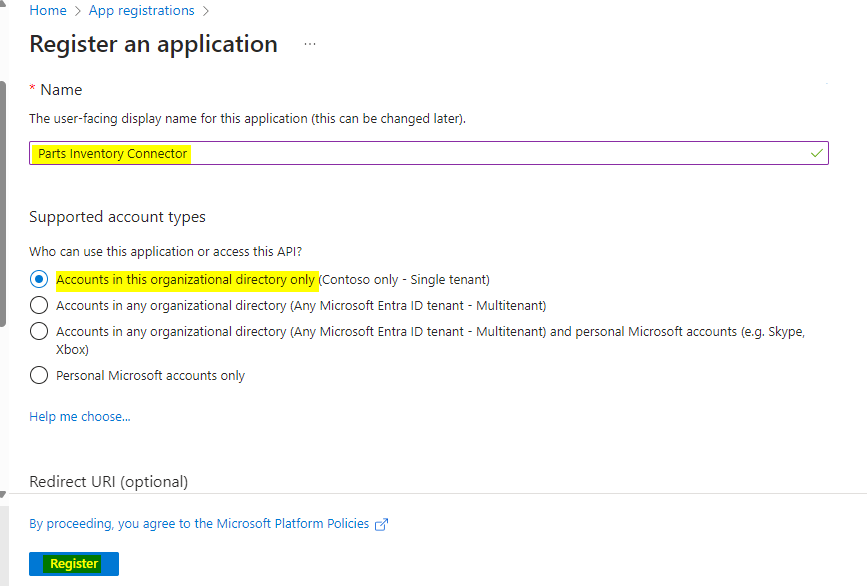 Home > App registrations >
Register an application ...
* Name
The user-facing display name for this application (this can be changed later).
Parts Inventory Connector
Supported account types
Who can use this application or access this API?
Accounts in this organizational directory only (Contoso only - Single tenant)
Accounts in any organizational directory (Any Microsoft Entra ID tenant - Multitenant)
Accounts in any organizational directory (Any Microsoft Entra ID tenant - Multitenant) and personal Microsoft accounts (e.g. Skype,
Xbox)
Personal Microsoft accounts only
Help me choose...
Redirect URI (optional)
By proceeding, you agree to the Microsoft Platform Policies
Register